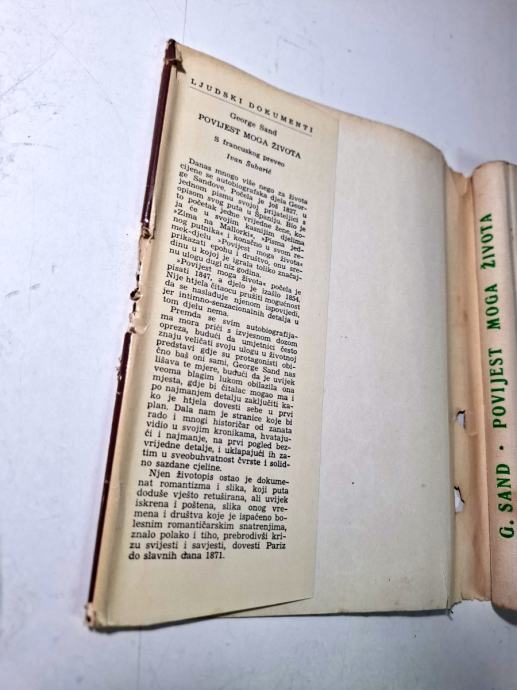 LJUDSKI DOKUMENTI
George Sand
POVIJEST MOGA ŽIVOTA
S francuskog preveo
Ivan Šubarić
Danas mnogo više nego za života
cijene se autobiografska djela Geor-
ge Sandove. Počela je još 1827. u
jednom pismu svojoj prijateljici s
opisom svog puta u Španiju. Bio je
to početak jedne vrijedne žene, ko-
ja će u svojim kasnijim djelima
»Zima na Mallorki«, »Pisma jed-
nog putnika« i konačno u svom re-
mek-djelu »Povijest moga života«
prikazati epohu i društvo, onu sre-
dinu u kojoj je igrala toliko značaj-
nu ulogu dugi niz godina.
»Povijest moga života« počela je
pisati 1847, a djelo je izašlo 1854.
Nije htjela čitaocu pružiti mogućnost
da se naslađuje njenom ispovijedi,
jer intimno-senzacionalnih detalja u
tom djelu nema.
Premda se svim autobiografija-
ma mora prići s izvjesnom dozom
opreza, budući da umjetnici često
znaju veličati svoju ulogu u životnoj
predstavi gdje su protagonisti obi-
čno baš oni sami, George Sand nas
lišava te mjere, budući da je uvijek
veoma blagim lukom obilazila ona
mjesta, gdje bi čitalac mogao ma i
po najmanjem detalju zaključiti ka-
ko je htjela dovesti sebe u prvi
plan. Dala nam je stranice koje bi
rado i mnogi historičar od zanata
vidio u svojim kronikama, hvataju-
ći i najmanje, na prvi pogled bez-
vrijedne detalje, i uklapajući ih za-
tim u sveobuhvatnost čvrste i solid-
no sazdane cjeline.
Njen životopis ostao je dokume-
nat romantizma i slika, koji puta
doduše vješto retuširana, ali uvijek
iskrena i poštena, slika onog vre-
mena i društva koje je ispaćeno bo-
lesnim romantičarskim snatrenjima,
znalo polako i tiho, prebrodivši kri-
zu svijesti i savjesti, dovesti Pariz
do slavnih dana 1871.
G. SAND • POVIJEST MOGA ŽIVOTA